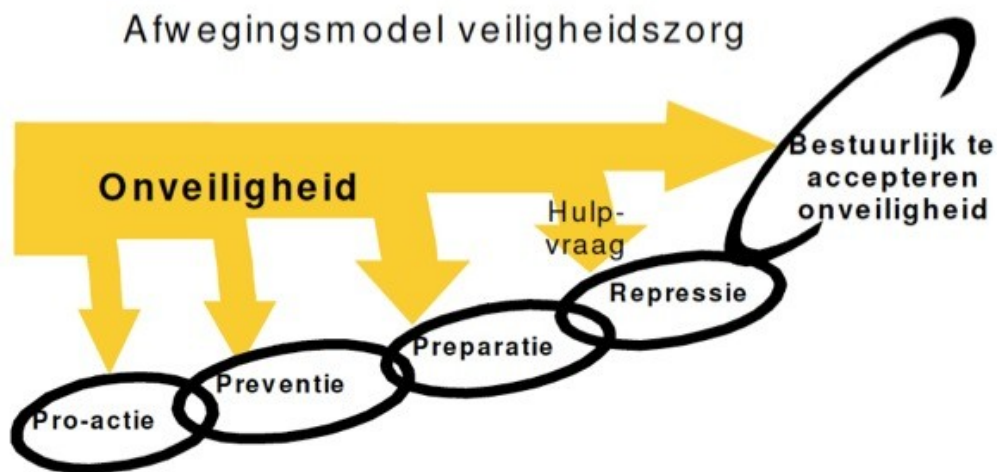 Afwegingsmodel veiligheidszorg
Onveiligheid
Bestuurlijk te
accepteren
onveiligheid
Hulp-
vraag
Repressie
Preparatie
Preventie
Pro-actie